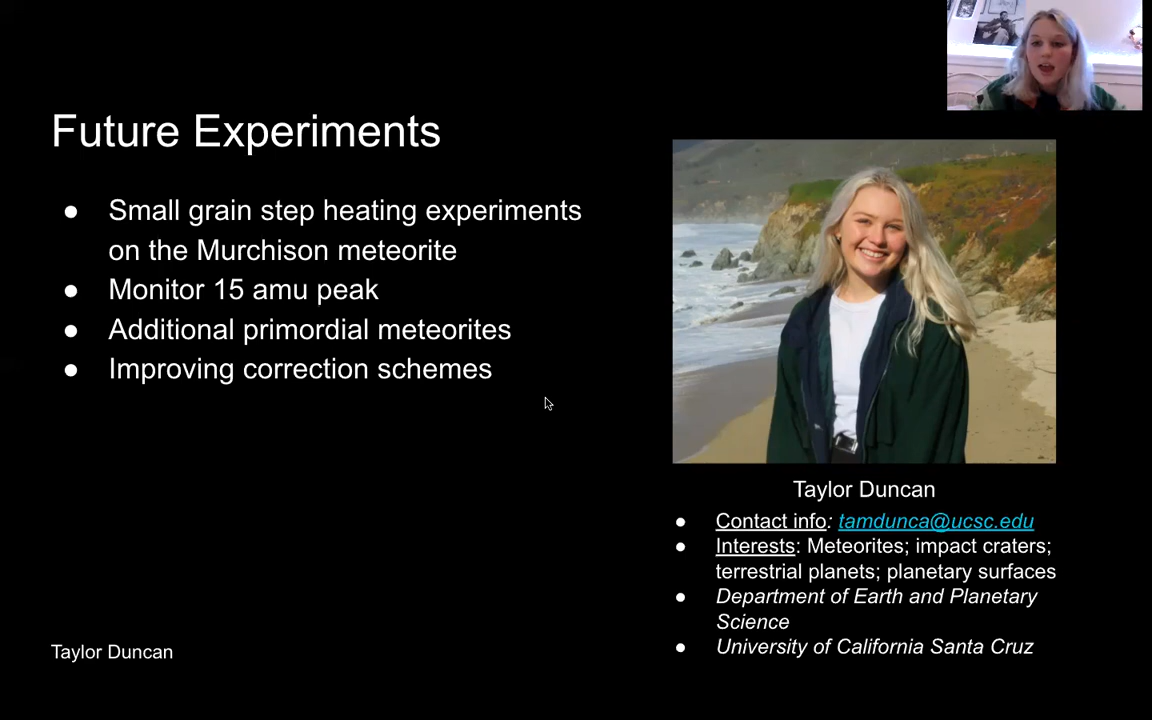 Future Experiments
● Small grain step heating experiments
on the Murchison meteorite
● Monitor 15 amu peak
● Additional primordial meteorites
● Improving correction schemes
Taylor Duncan
● Contact info: tamdunca@ucsc.edu
● Interests: Meteorites; impact craters;
terrestrial planets; planetary surfaces
● Department of Earth and Planetary
Science
● University of California Santa Cruz
Taylor Duncan